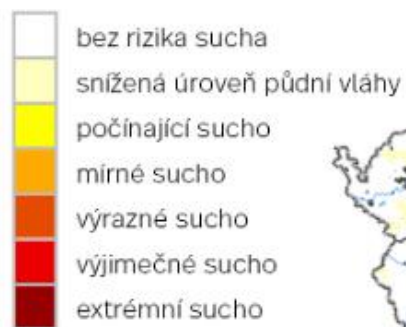 bez rizika sucha
snížená úroveň půdní vláhy
počínající sucho
mírné sucho
výrazné sucho
výjimečné sucho
extrémní sucho